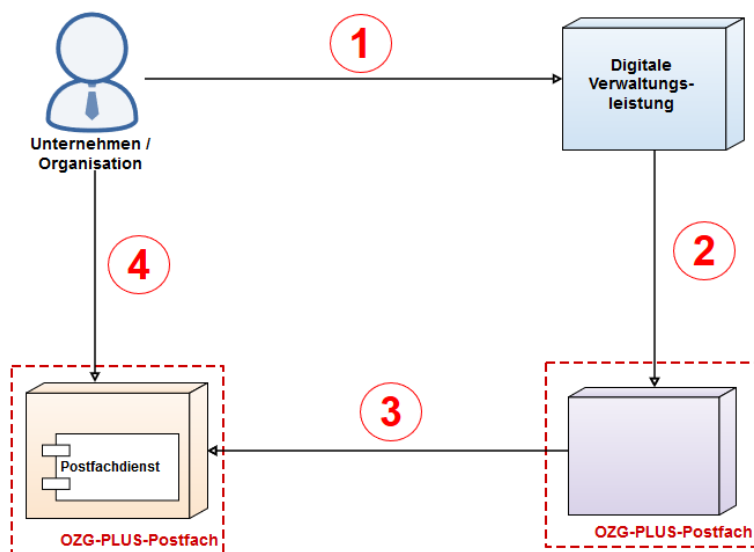 1
Digitale
Verwaltungs-
leistung
Unternehmen /
Organisation
2
4
3
Postfachdienst
OZG-PLUS-Postfach
OZG-PLUS-Postfach